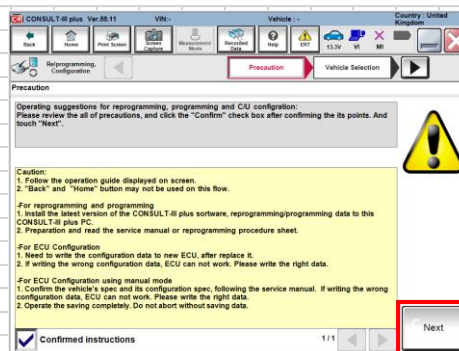 CONSULT-III plus Ver.58.11 VIN:- Vehicle : - Country : United Kingdom
Back Home Print Screen Screen Capture Measurement Mode Recorded Data Help ERT 13.3V VI MI
Re/programming, Configuration Precaution Vehicle Selection
Precaution
Operating suggestions for reprogramming, programming and C/U configration:
Please review the all of precautions, and click the "Confirm" check box after confirming the its points. And
touch "Next".
Caution:
1. Follow the operation guide displayed on screen.
2. "Back" and "Home" button may not be used on this flow.
-For reprogramming and programming
1. Install the latest version of the CONSULT-III plus sortware, reprogramming/programming data to this
CONSULT-III plus PC.
2. Preparation and read the service manual or reprogramming procedure sheet.
-For ECU Configuration
1. Need to write the configuration data to new ECU, after replace it.
2. If writing the wrong configuration data, ECU can not work. Please write the right data.
-For ECU Configuration using manual mode
1. Confirm the vehicle's spec and its configuration spec, following the service manual. If writing the wrong
configuration data, ECU can not work. Please write the right data.
2. Operate the saving completely. Do not abort without saving data.
Confirmed instructions 1/1 Next